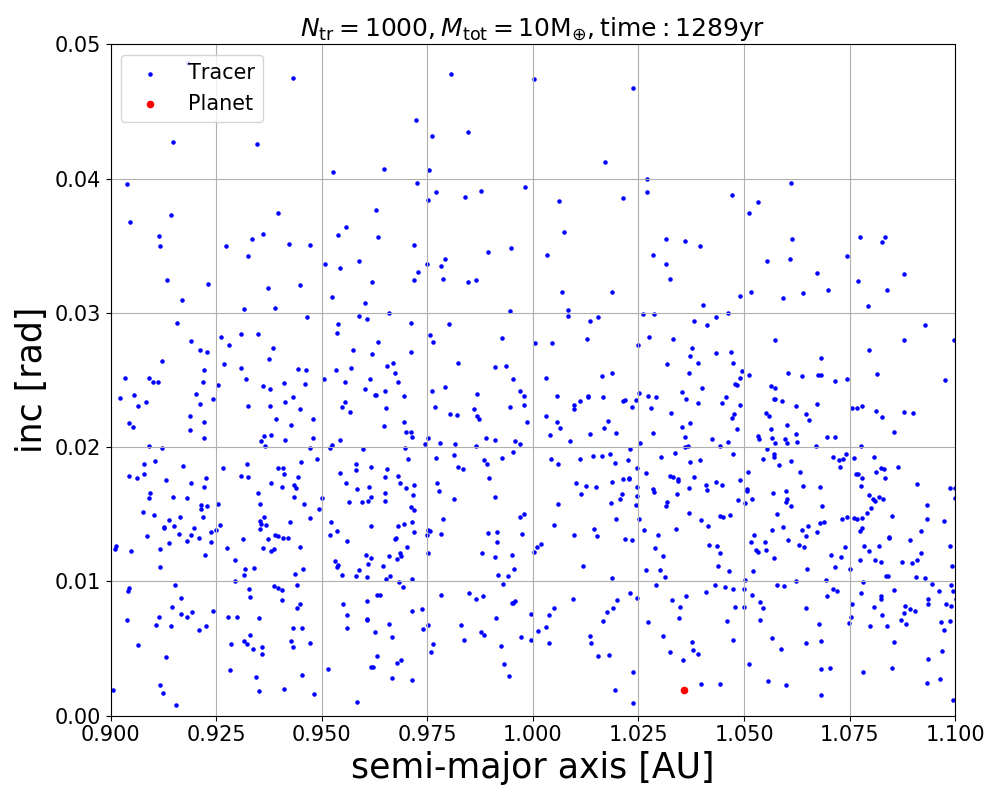 N_tr = 1000, M_tot = 10M_⊕, time : 1289yr
Tracer
Planet
inc [rad]
0.05
0.04
0.03
0.02
0.01
0.00
0.900 0.925 0.950 0.975 1.000 1.025 1.050 1.075 1.100
semi-major axis [AU]